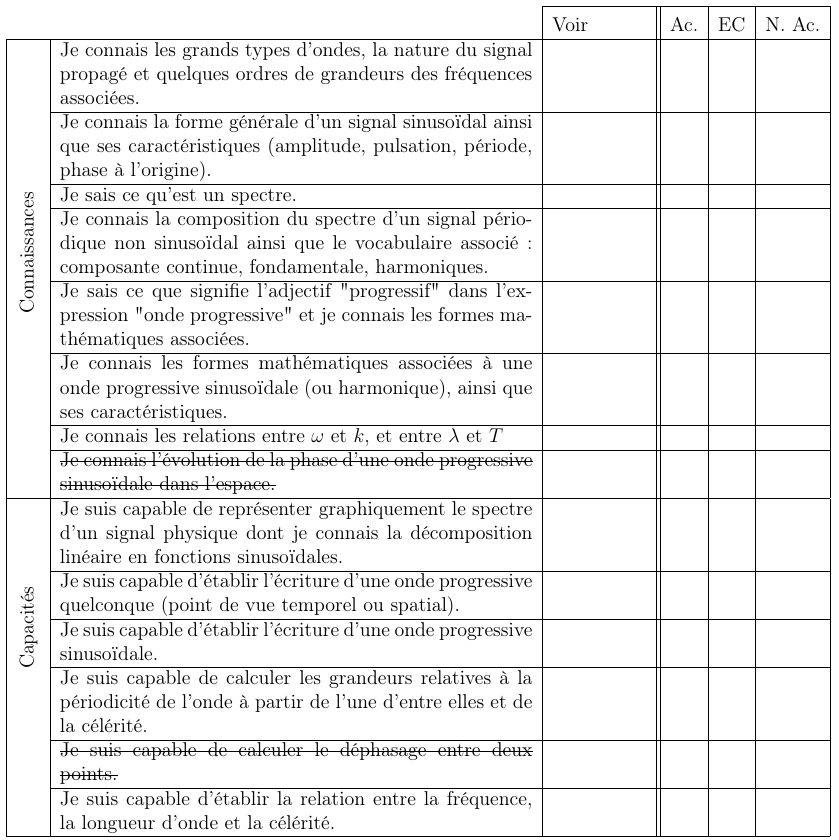 Voir Ac. EC N. Ac.
Connaissances
Je connais les grands types d'ondes, la nature du signal
propagé et quelques ordres de grandeurs des fréquences
associées.
Je connais la forme générale d'un signal sinusoïdal ainsi
que ses caractéristiques (amplitude, pulsation, période,
phase à l'origine).
Je sais ce qu'est un spectre.
Je connais la composition du spectre d'un signal pério-
dique non sinusoïdal ainsi que le vocabulaire associé :
composante continue, fondamentale, harmoniques.
Je sais ce que signifie l'adjectif "progressif" dans l'ex-
pression "onde progressive" et je connais les formes ma-
thématiques associées.
Je connais les formes mathématiques associées à une
onde progressive sinusoïdale (ou harmonique), ainsi que
ses caractéristiques.
Je connais les relations entre ω et k, et entre λ et T
Je connais l'évolution de la phase d'une onde progressive
sinusoïdale dans l'espace.
Capacités
Je suis capable de représenter graphiquement le spectre
d'un signal physique dont je connais la décomposition
linéaire en fonctions sinusoïdales.
Je suis capable d'établir l'écriture d'une onde progressive
quelconque (point de vue temporel ou spatial).
Je suis capable d'établir l'écriture d'une onde progressive
sinusoïdale.
Je suis capable de calculer les grandeurs relatives à la
périodicité de l'onde à partir de l'une d'entre elles et de
la célérité.
Je suis capable de calculer le déphasage entre deux
points.
Je suis capable d'établir la relation entre la fréquence,
la longueur d'onde et la célérité.